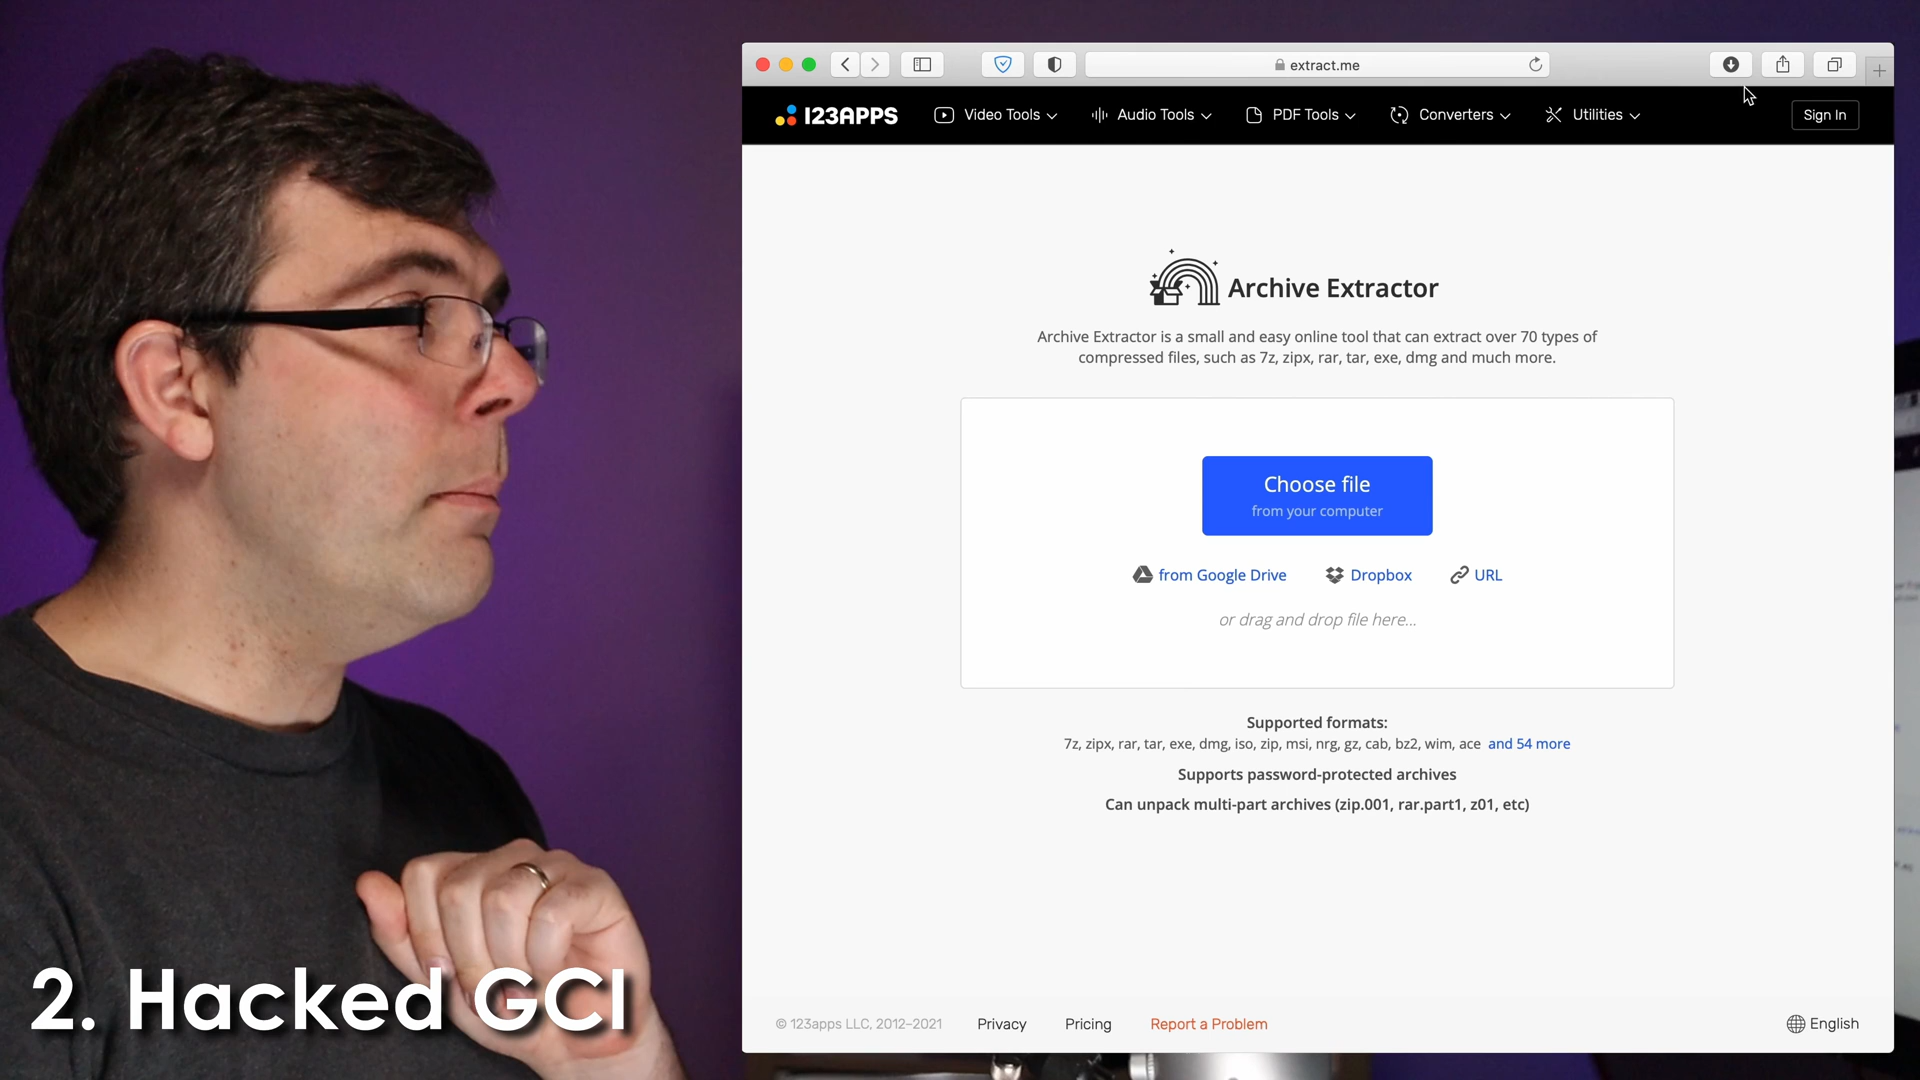 extract.me
123APPS
Video Tools
Audio Tools
PDF Tools
Converters
Utilities
Sign In
Archive Extractor
Archive Extractor is a small and easy online tool that can extract over 70 types of
compressed files, such as 7z, zipx, rar, tar, exe, dmg and much more.
Choose file
from your computer
from Google Drive
Dropbox
URL
or drag and drop file here...
Supported formats:
7z, zipx, rar, tar, exe, dmg, iso, zip, msi, nrg, gz, cab, bz2, wim, ace and 54 more
Supports password-protected archives
Can unpack multi-part archives (zip.001, rar.part1, z01, etc)
2. Hacked GCI
© 123apps LLC, 2012–2021
Privacy
Pricing
Report a Problem
English